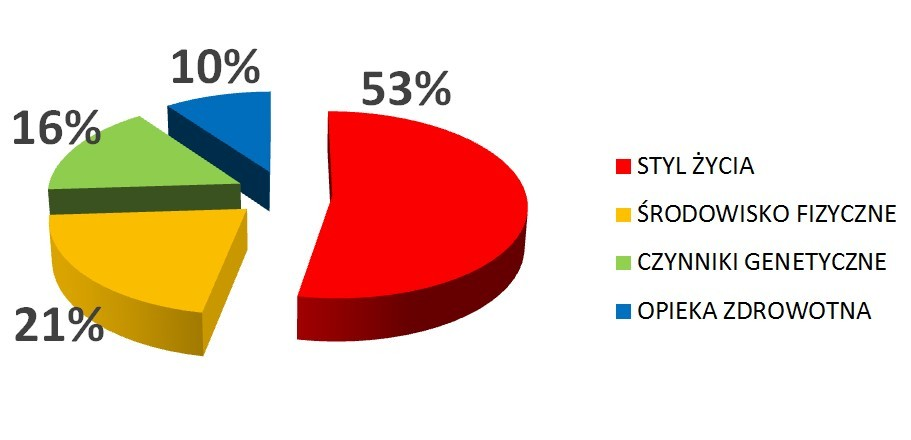 10%
53%
16%
21%
STYL ŻYCIA
ŚRODOWISKO FIZYCZNE
CZYNNIKI GENETYCZNE
OPIEKA ZDROWOTNA